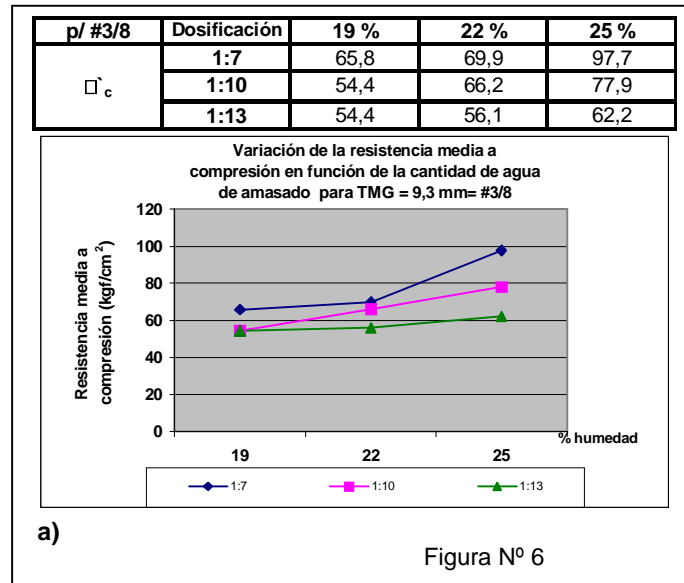 p/ #3/8 Dosificación 19 % 22 % 25 %
1:7 65,8 69,9 97,7
□`c 1:10 54,4 66,2 77,9
1:13 54,4 56,1 62,2
Variación de la resistencia media a
compresión en función de la cantidad de agua
de amasado para TMG = 9,3 mm= #3/8
Resistencia media a
compresión (kgf/cm²)
120
100
80
60
40
20
0
% humedad
19 22 25
1:7 1:10 1:13
a)
Figura Nº 6